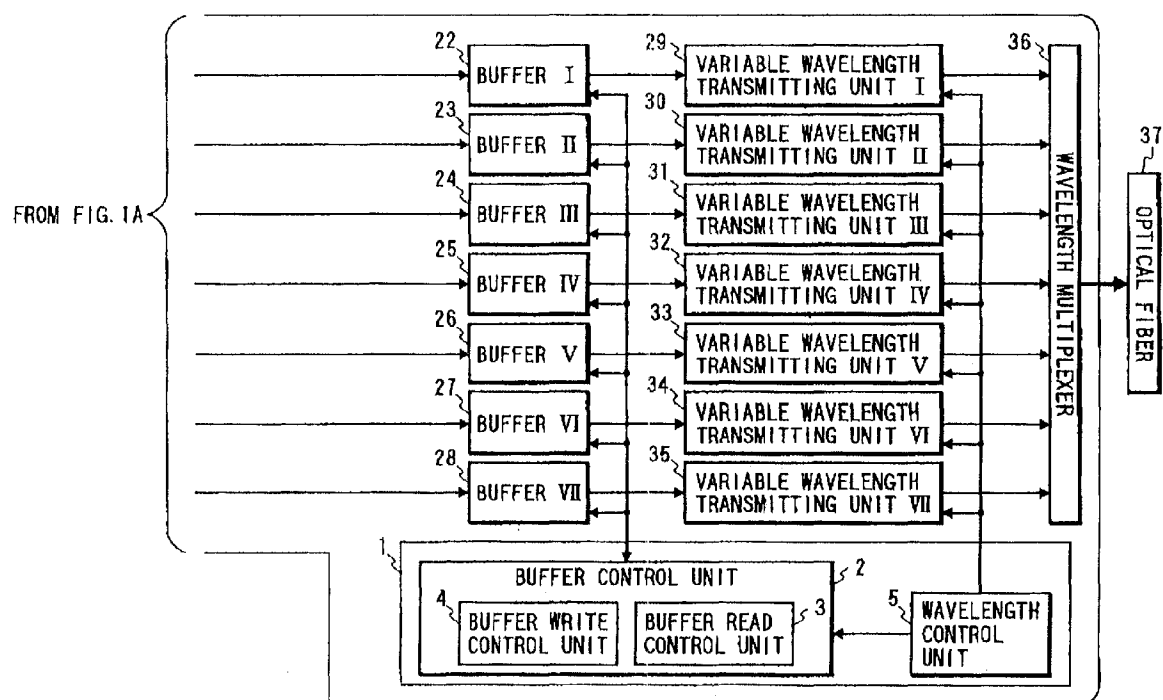 22
BUFFER I
29
VARIABLE WAVELENGTH
TRANSMITTING UNIT I
36
23
BUFFER II
30
VARIABLE WAVELENGTH
TRANSMITTING UNIT II
37
24
BUFFER III
31
VARIABLE WAVELENGTH
TRANSMITTING UNIT III
FROM FIG.1A
25
BUFFER IV
32
VARIABLE WAVELENGTH
TRANSMITTING UNIT IV
WAVELENGTH MULTIPLEXER
OPTICAL FIBER
26
BUFFER V
33
VARIABLE WAVELENGTH
TRANSMITTING UNIT V
27
BUFFER VI
34
VARIABLE WAVELENGTH
TRANSMITTING UNIT VI
28
BUFFER VII
35
VARIABLE WAVELENGTH
TRANSMITTING UNIT VII
1
BUFFER CONTROL UNIT
2
4
BUFFER WRITE
CONTROL UNIT
BUFFER READ
CONTROL UNIT
3
5
WAVELENGTH
CONTROL
UNIT